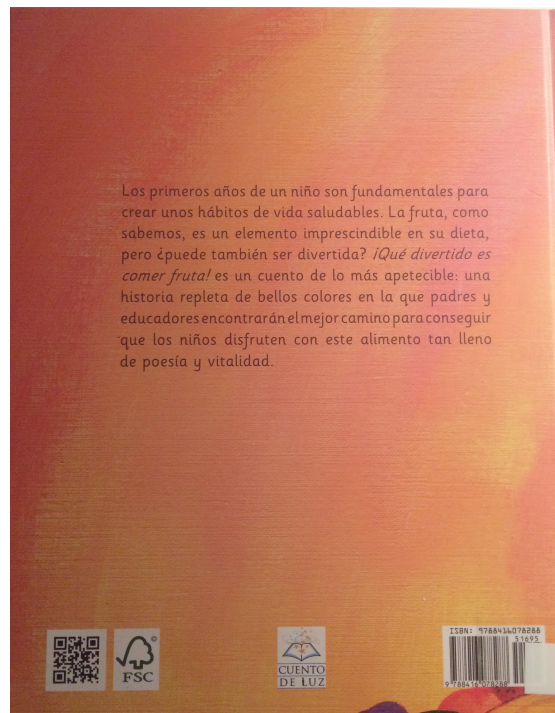 Los primeros años de un niño son fundamentales para
crear unos hábitos de vida saludables. La fruta, como
sabemos, es un elemento imprescindible en su dieta,
pero ¿puede también ser divertida? ¡Qué divertido es
comer fruta! es un cuento de lo más apetecible: una
historia repleta de bellos colores en la que padres y
educadores encontrarán el mejor camino para conseguir
que los niños disfruten con este alimento tan lleno
de poesía y vitalidad.
FSC
CUENTO
DE LUZ
ISBN: 9788416078288
51695
9 788416 078288